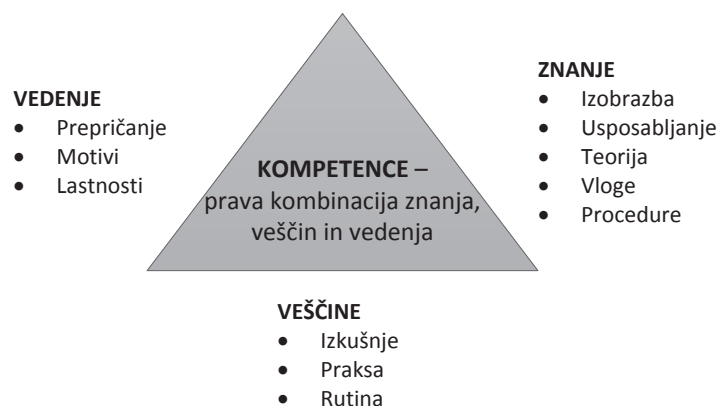 VEDENJE
• Prepričanje
• Motivi
• Lastnosti
ZNANJE
• Izobrazba
• Usposabljanje
• Teorija
• Vloge
• Procedure
KOMPETENCE –
prava kombinacija znanja,
veščin in vedenja
VEŠČINE
• Izkušnje
• Praksa
• Rutina